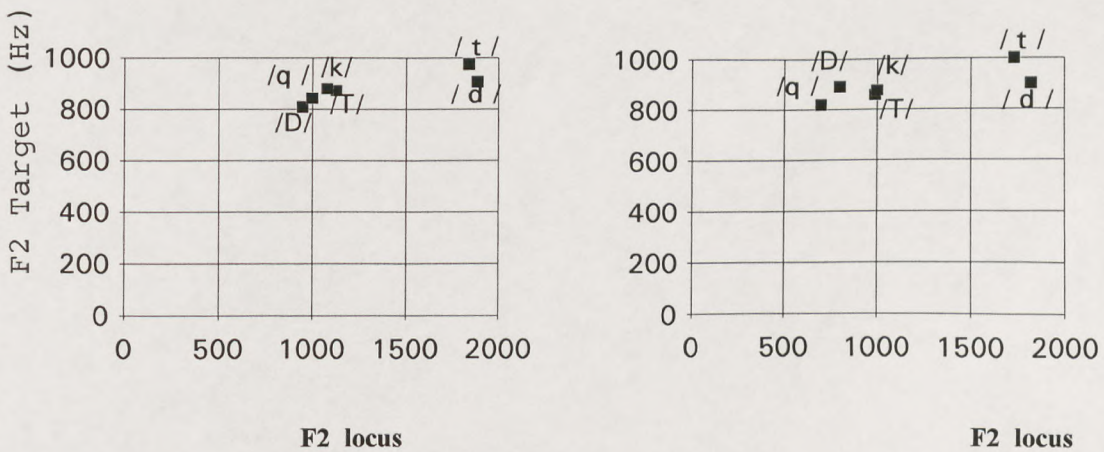 F2 Target (Hz)
1000
800
600
400
200
0
0 500 1000 1500 2000
/q / /k/ / t /
/D/ /T/ / d /
F2 locus
1000
800
600
400
200
0
0 500 1000 1500 2000
/D/ /k/ / t /
/q / /T/ / d /
F2 locus